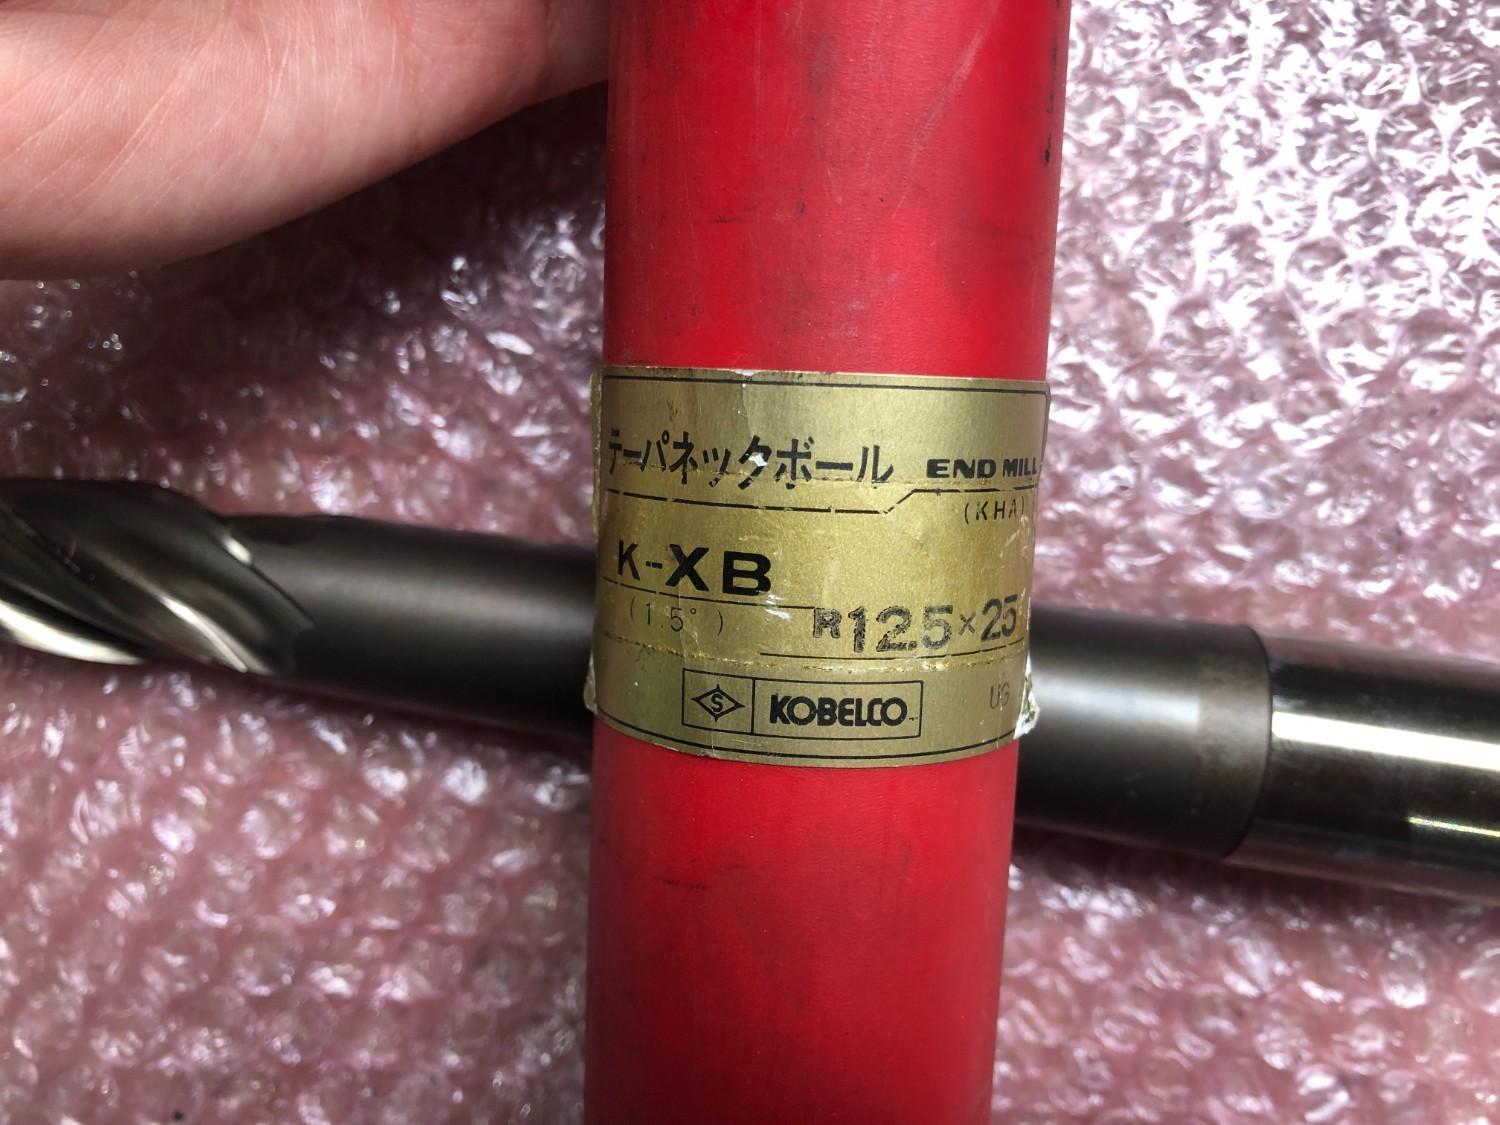 テーパネックボール END MILL
(KHA)
K-XB
(1.5°)
R12.5×25
S KOBELCO